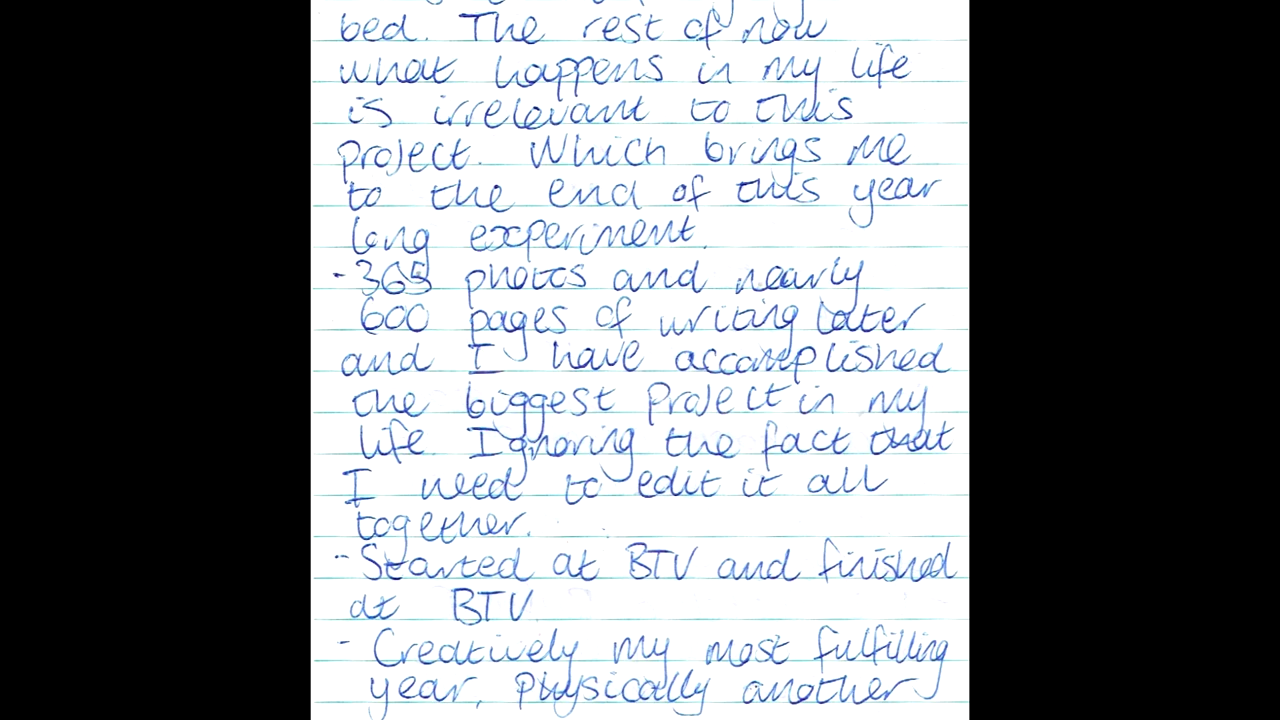 bed. The rest of now
what happens in my life
is irrelevant to this
project. Which brings me
to the end of this year
long experiment.
- 365 photos and nearly
600 pages of writing later
and I have accomplished
the biggest project in my
life. Ignoring the fact that
I need to edit it all
together.
- Started at BTV and finished
at BTV.
- Creatively my most fulfilling
year, physically another